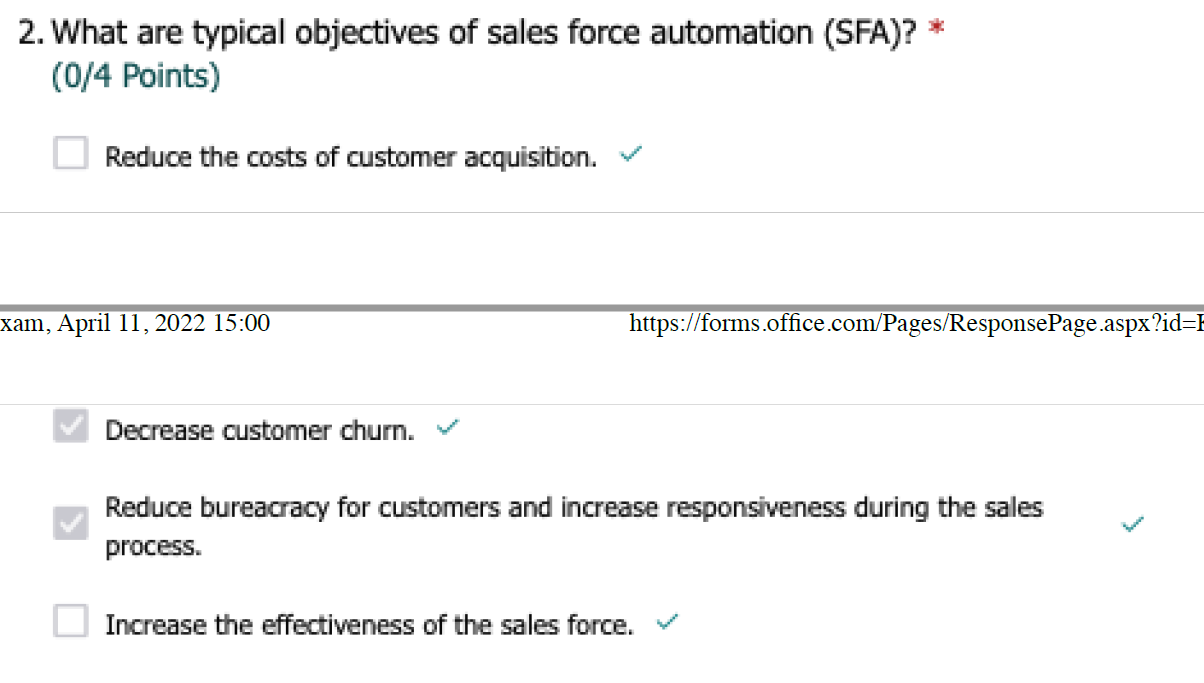 2. What are typical objectives of sales force automation (SFA)? *
(0/4 Points)
Reduce the costs of customer acquisition.
xam, April 11, 2022 15:00 https://forms.office.com/Pages/ResponsePage.aspx?id=
Decrease customer churn.
Reduce bureacracy for customers and increase responsiveness during the sales
process.
Increase the effectiveness of the sales force.